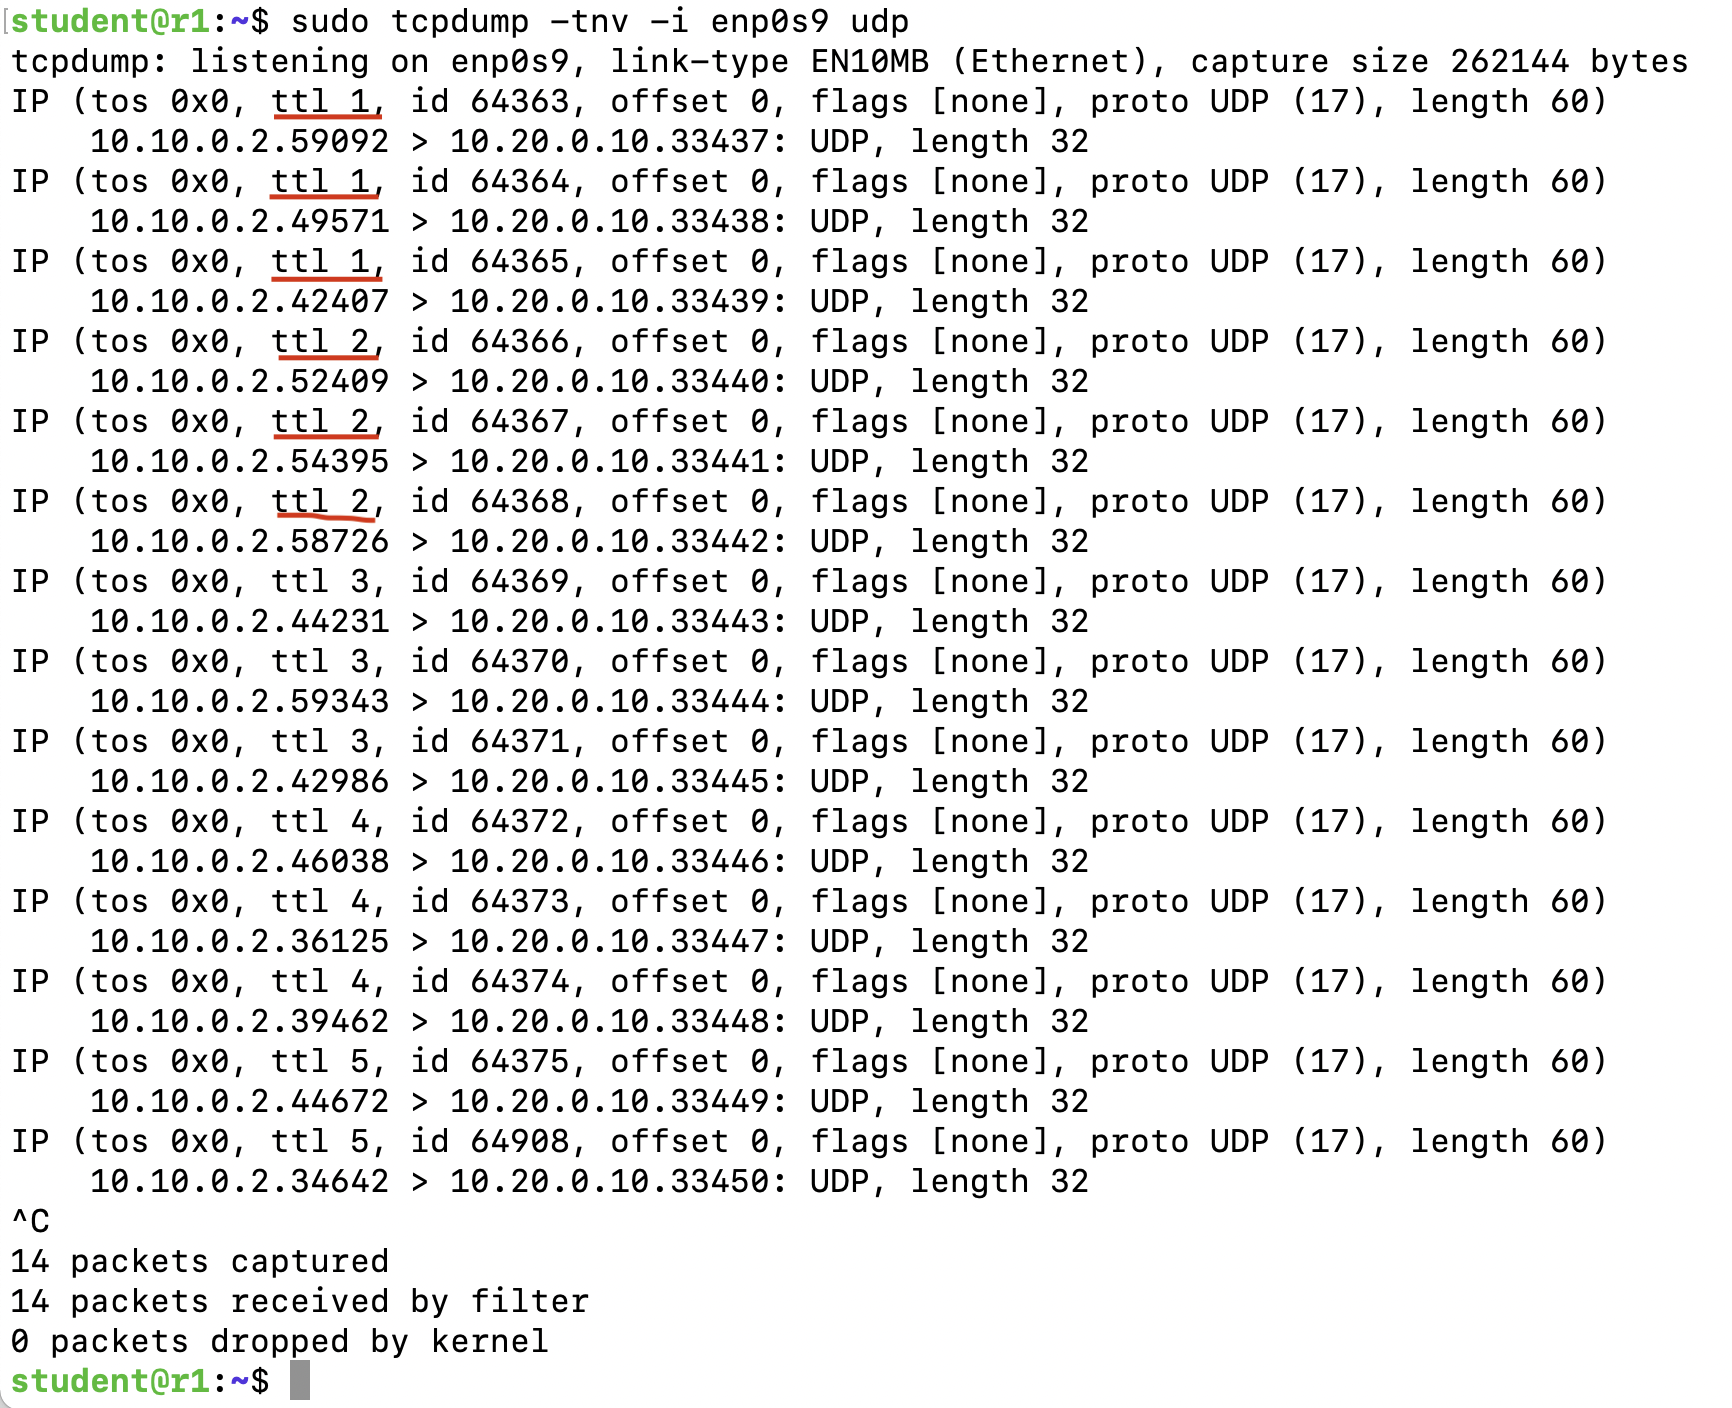 student@r1:~$ sudo tcpdump -tnv -i enp0s9 udp
tcpdump: listening on enp0s9, link-type EN10MB (Ethernet), capture size 262144 bytes
IP (tos 0x0, ttl 1, id 64363, offset 0, flags [none], proto UDP (17), length 60)
    10.10.0.2.59092 > 10.20.0.10.33437: UDP, length 32
IP (tos 0x0, ttl 1, id 64364, offset 0, flags [none], proto UDP (17), length 60)
    10.10.0.2.49571 > 10.20.0.10.33438: UDP, length 32
IP (tos 0x0, ttl 1, id 64365, offset 0, flags [none], proto UDP (17), length 60)
    10.10.0.2.42407 > 10.20.0.10.33439: UDP, length 32
IP (tos 0x0, ttl 2, id 64366, offset 0, flags [none], proto UDP (17), length 60)
    10.10.0.2.52409 > 10.20.0.10.33440: UDP, length 32
IP (tos 0x0, ttl 2, id 64367, offset 0, flags [none], proto UDP (17), length 60)
    10.10.0.2.54395 > 10.20.0.10.33441: UDP, length 32
IP (tos 0x0, ttl 2, id 64368, offset 0, flags [none], proto UDP (17), length 60)
    10.10.0.2.58726 > 10.20.0.10.33442: UDP, length 32
IP (tos 0x0, ttl 3, id 64369, offset 0, flags [none], proto UDP (17), length 60)
    10.10.0.2.44231 > 10.20.0.10.33443: UDP, length 32
IP (tos 0x0, ttl 3, id 64370, offset 0, flags [none], proto UDP (17), length 60)
    10.10.0.2.59343 > 10.20.0.10.33444: UDP, length 32
IP (tos 0x0, ttl 3, id 64371, offset 0, flags [none], proto UDP (17), length 60)
    10.10.0.2.42986 > 10.20.0.10.33445: UDP, length 32
IP (tos 0x0, ttl 4, id 64372, offset 0, flags [none], proto UDP (17), length 60)
    10.10.0.2.46038 > 10.20.0.10.33446: UDP, length 32
IP (tos 0x0, ttl 4, id 64373, offset 0, flags [none], proto UDP (17), length 60)
    10.10.0.2.36125 > 10.20.0.10.33447: UDP, length 32
IP (tos 0x0, ttl 4, id 64374, offset 0, flags [none], proto UDP (17), length 60)
    10.10.0.2.39462 > 10.20.0.10.33448: UDP, length 32
IP (tos 0x0, ttl 5, id 64375, offset 0, flags [none], proto UDP (17), length 60)
    10.10.0.2.44672 > 10.20.0.10.33449: UDP, length 32
IP (tos 0x0, ttl 5, id 64908, offset 0, flags [none], proto UDP (17), length 60)
    10.10.0.2.34642 > 10.20.0.10.33450: UDP, length 32
^C
14 packets captured
14 packets received by filter
0 packets dropped by kernel
student@r1:~$